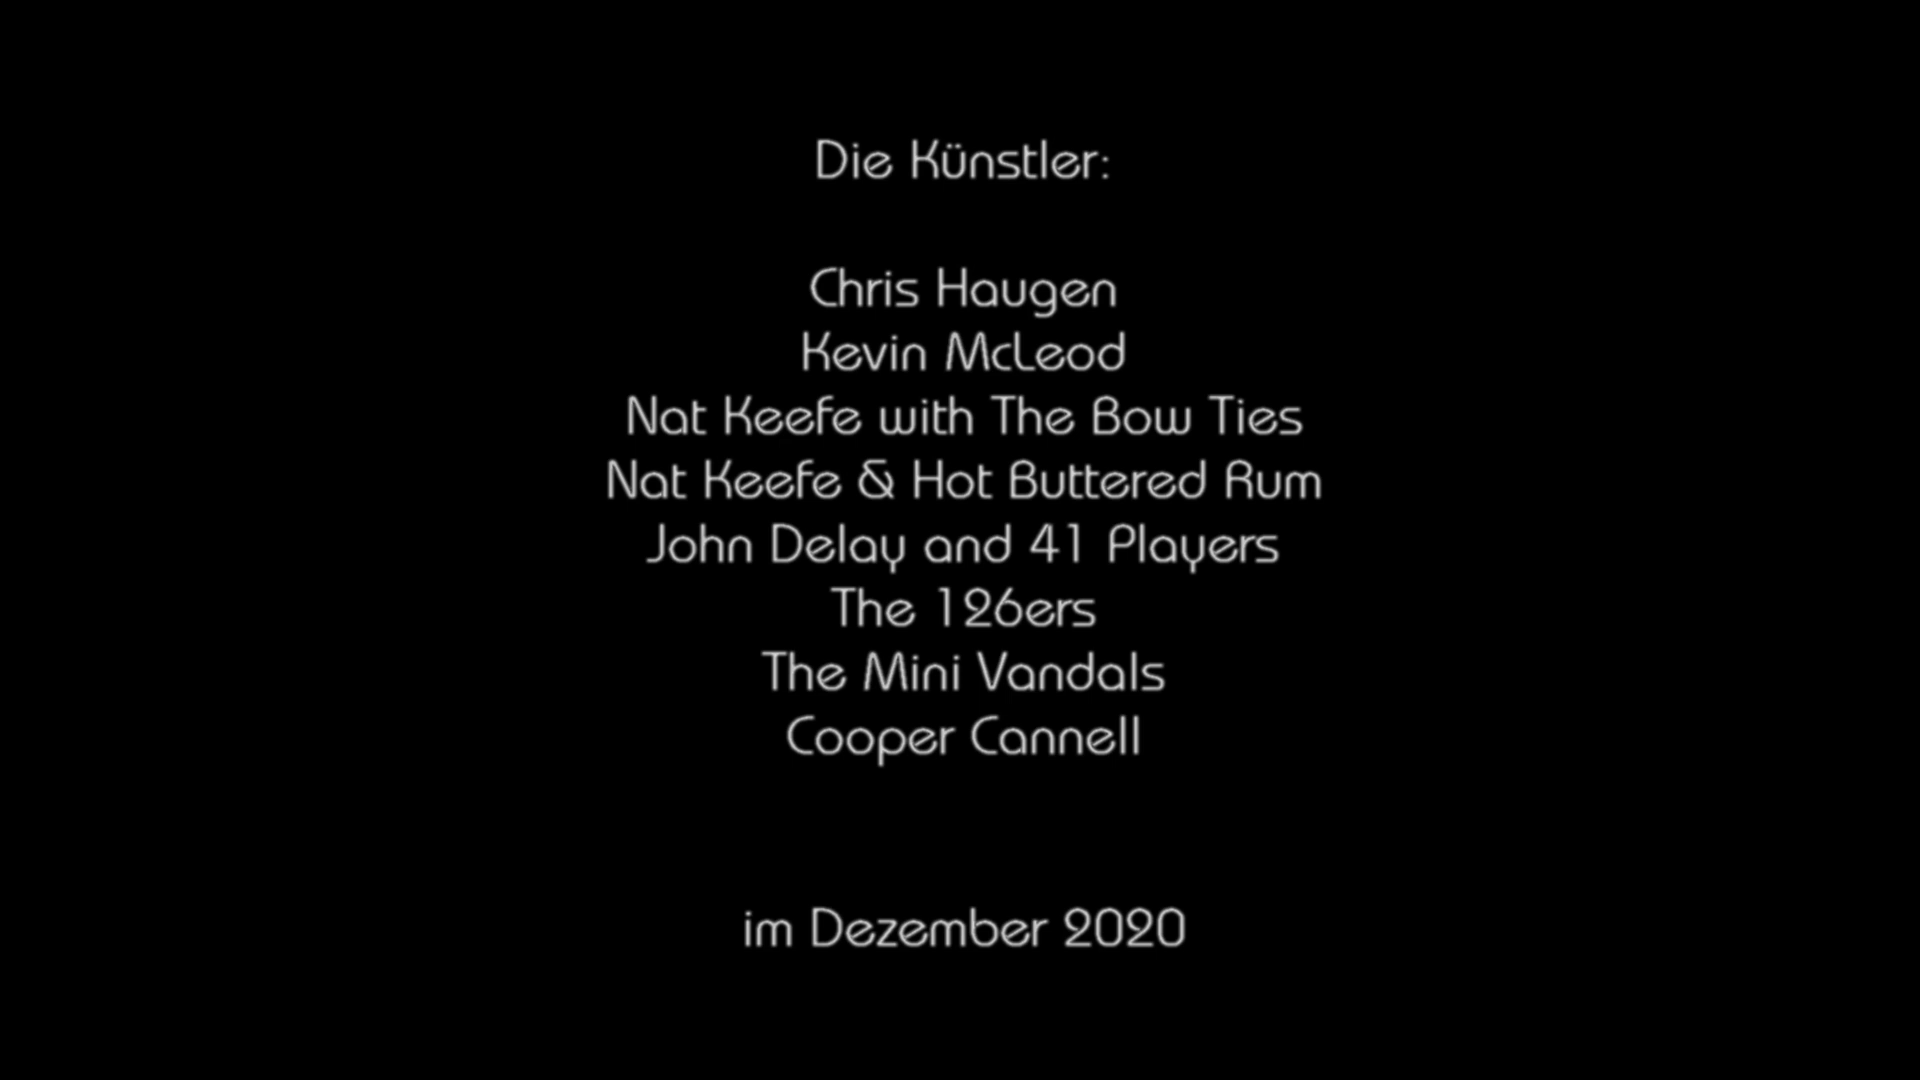 Die Künstler:
Chris Haugen
Kevin McLeod
Nat Keefe with The Bow Ties
Nat Keefe & Hot Buttered Rum
John Delay and 41 Players
The 126ers
The Mini Vandals
Cooper Cannell
im Dezember 2020